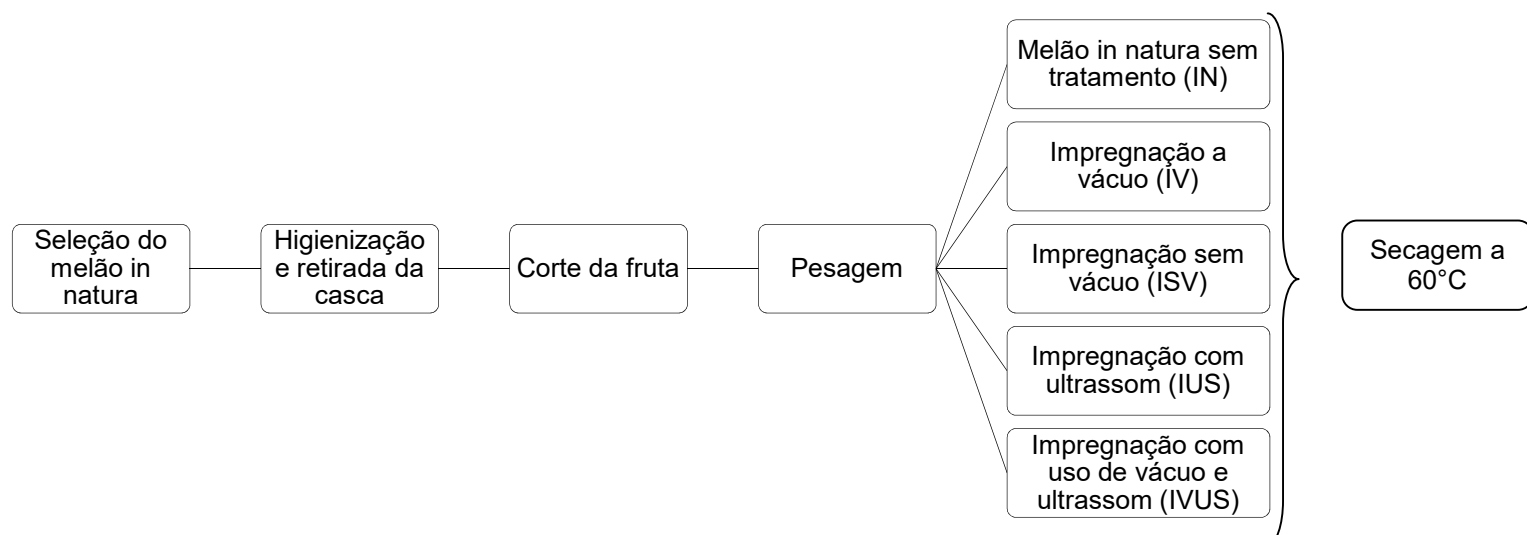 Seleção do
melão in
natura
Higienização
e retirada da
casca
Corte da fruta
Pesagem
Melão in natura sem
tratamento (IN)
Impregnação a
vácuo (IV)
Impregnação sem
vácuo (ISV)
Impregnação com
ultrassom (IUS)
Impregnação com
uso de vácuo e
ultrassom (IVUS)
Secagem a
60°C